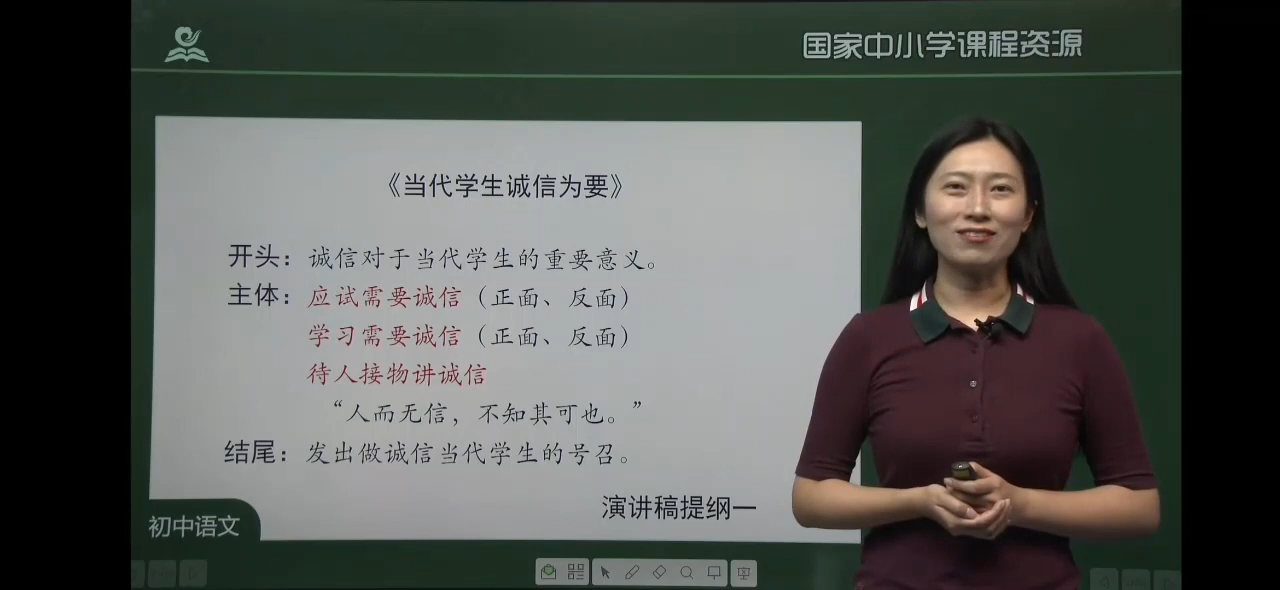 国家中小学课程资源
《当代学生诚信为要》
开头：诚信对于当代学生的重要意义。
主体：应试需要诚信（正面、反面）
学习需要诚信（正面、反面）
待人接物讲诚信
“人而无信，不知其可也。”
结尾：发出做诚信当代学生的号召。
演讲稿提纲一
初中语文